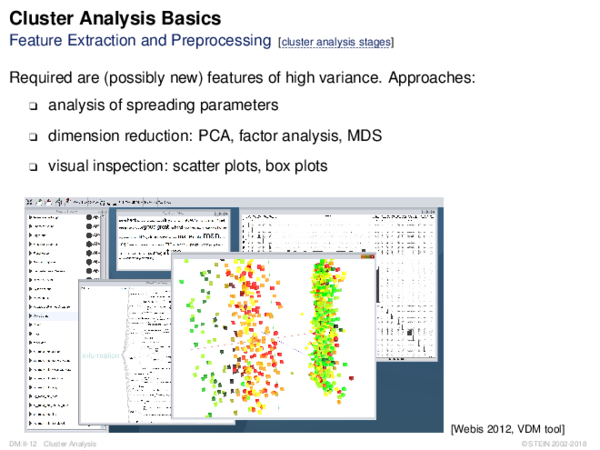 Cluster Analysis Basics
Feature Extraction and Preprocessing [cluster analysis stages]
Required are (possibly new) features of high variance. Approaches:
❑ analysis of spreading parameters
❑ dimension reduction: PCA, factor analysis, MDS
❑ visual inspection: scatter plots, box plots
information
[Webis 2012, VDM tool]
DM:II-12 Cluster Analysis
© STEIN 2002-2018